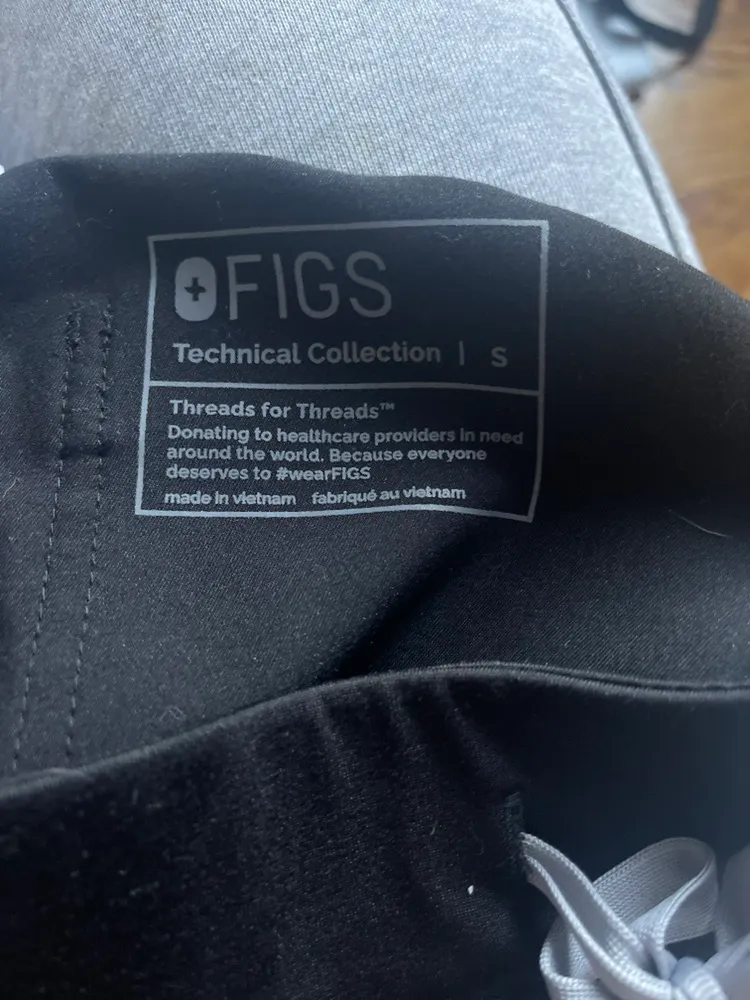 FIGS
Technical Collection | S
Threads for Threads™
Donating to healthcare providers in need
around the world. Because everyone
deserves to #wearFIGS
made in vietnam fabriqué au vietnam